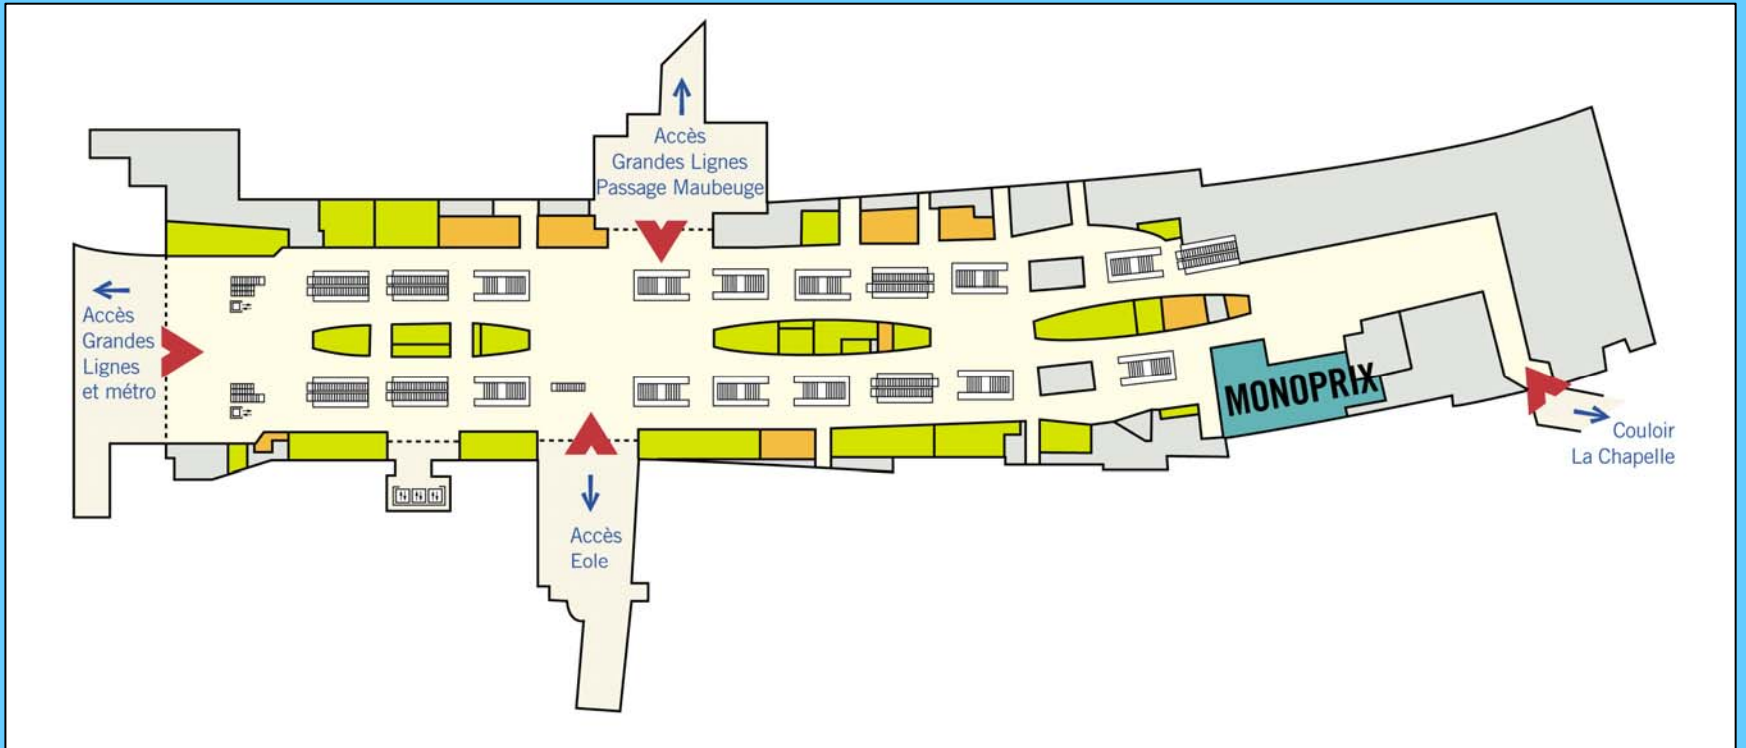 Accès
Grandes Lignes
Passage Maubeuge
Accès
Grandes
Lignes
et métro
MONOPRIX
Couloir
La Chapelle
Accès
Eole